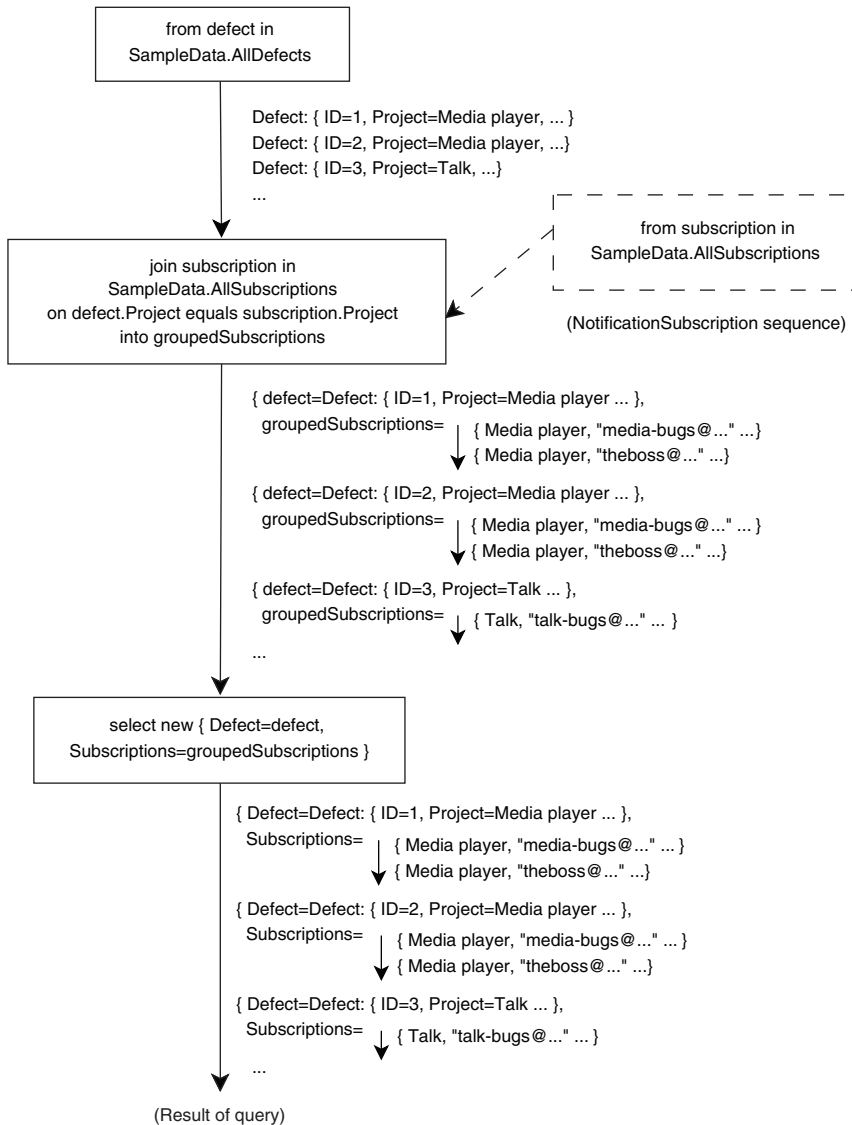 from defect in
SampleData.AllDefects
Defect: { ID=1, Project=Media player, ... }
Defect: { ID=2, Project=Media player, ...}
Defect: { ID=3, Project=Talk, ...}
...
from subscription in
SampleData.AllSubscriptions
(NotificationSubscription sequence)
join subscription in
SampleData.AllSubscriptions
on defect.Project equals subscription.Project
into groupedSubscriptions
{ defect=Defect: { ID=1, Project=Media player ... },
groupedSubscriptions=
{ Media player, "media-bugs@..." ...}
{ Media player, "theboss@..." ...}
{ defect=Defect: { ID=2, Project=Media player ... },
groupedSubscriptions=
{ Media player, "media-bugs@..." ... }
{ Media player, "theboss@..." ...}
{ defect=Defect: { ID=3, Project=Talk ... },
groupedSubscriptions=
{ Talk, "talk-bugs@..." ... }
...
select new { Defect=defect,
Subscriptions=groupedSubscriptions }
{ Defect=Defect: { ID=1, Project=Media player ... },
Subscriptions=
{ Media player, "media-bugs@..." ... }
{ Media player, "theboss@..." ...}
{ Defect=Defect: { ID=2, Project=Media player ... },
Subscriptions=
{ Media player, "media-bugs@..." ... }
{ Media player, "theboss@..." ...}
{ Defect=Defect: { ID=3, Project=Talk ... },
Subscriptions=
{ Talk, "talk-bugs@..." ... }
...
(Result of query)